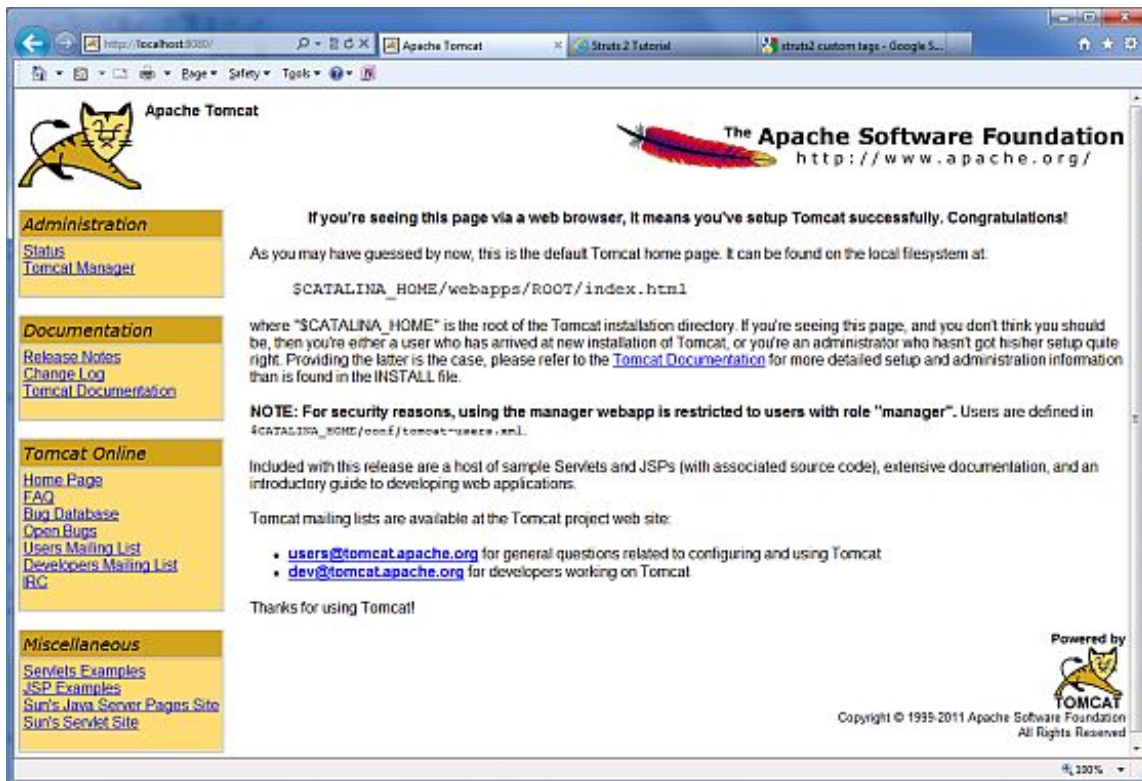 http://localhost:8080/
Apache Tomcat
Struts 2 Tutorial
struts2 custom tags - Google S...
Page
Safety
Tools
Apache Tomcat
The Apache Software Foundation
http://www.apache.org/
Administration
Status
Tomcat Manager
Documentation
Release Notes
Change Log
Tomcat Documentation
Tomcat Online
Home Page
FAQ
Bug Database
Open Bugs
Users Mailing List
Developers Mailing List
IRC
Miscellaneous
Servlets Examples
JSP Examples
Sun's Java Server Pages Site
Sun's Servlet Site
If you're seeing this page via a web browser, it means you've setup Tomcat successfully. Congratulations!
As you may have guessed by now, this is the default Tomcat home page. It can be found on the local filesystem at:
$CATALINA_HOME/webapps/ROOT/index.html
where "$CATALINA_HOME" is the root of the Tomcat installation directory. If you're seeing this page, and you don't think you should
be, then you're either a user who has arrived at new installation of Tomcat, or you're an administrator who hasn't got his/her setup quite
right. Providing the latter is the case, please refer to the Tomcat Documentation for more detailed setup and administration information
than is found in the INSTALL file.
NOTE: For security reasons, using the manager webapp is restricted to users with role "manager". Users are defined in
$CATALINA_HOME/conf/tomcat-users.xml.
Included with this release are a host of sample Servlets and JSPs (with associated source code), extensive documentation, and an
introductory guide to developing web applications.
Tomcat mailing lists are available at the Tomcat project web site:
• users@tomcat.apache.org for general questions related to configuring and using Tomcat
• dev@tomcat.apache.org for developers working on Tomcat
Thanks for using Tomcat!
Powered by
TOMCAT
Copyright © 1999-2011 Apache Software Foundation
All Rights Reserved
100%